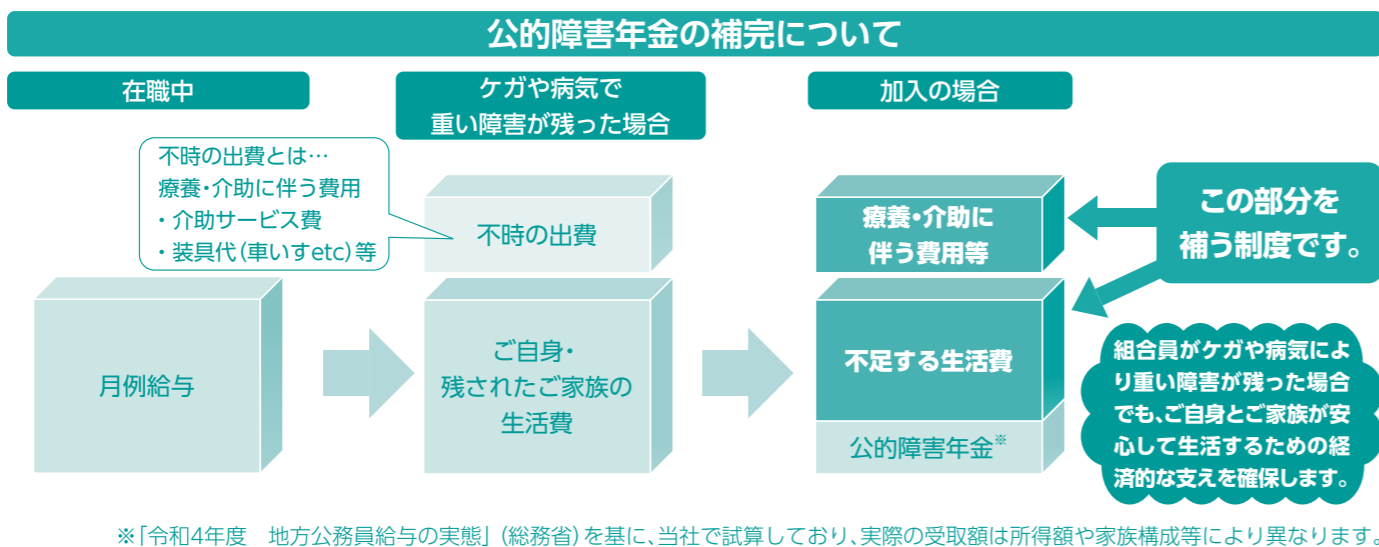 公的障害年金の補完について
在職中
ケガや病気で
重い障害が残った場合
加入の場合
不時の出費とは…
療養・介助に伴う費用
・介助サービス費
・装具代(車いすetc)等
不時の出費
療養・介助に
伴う費用等
この部分を
補う制度です。
月例給与
ご自身・
残されたご家族の
生活費
不足する生活費
公的障害年金※
組合員がケガや病気によ
り重い障害が残った場合
でも、ご自身とご家族が安
心して生活するための経
済的な支えを確保します。
※「令和4年度　地方公務員給与の実態」(総務省)を基に、当社で試算しており、実際の受取額は所得額や家族構成等により異なります。